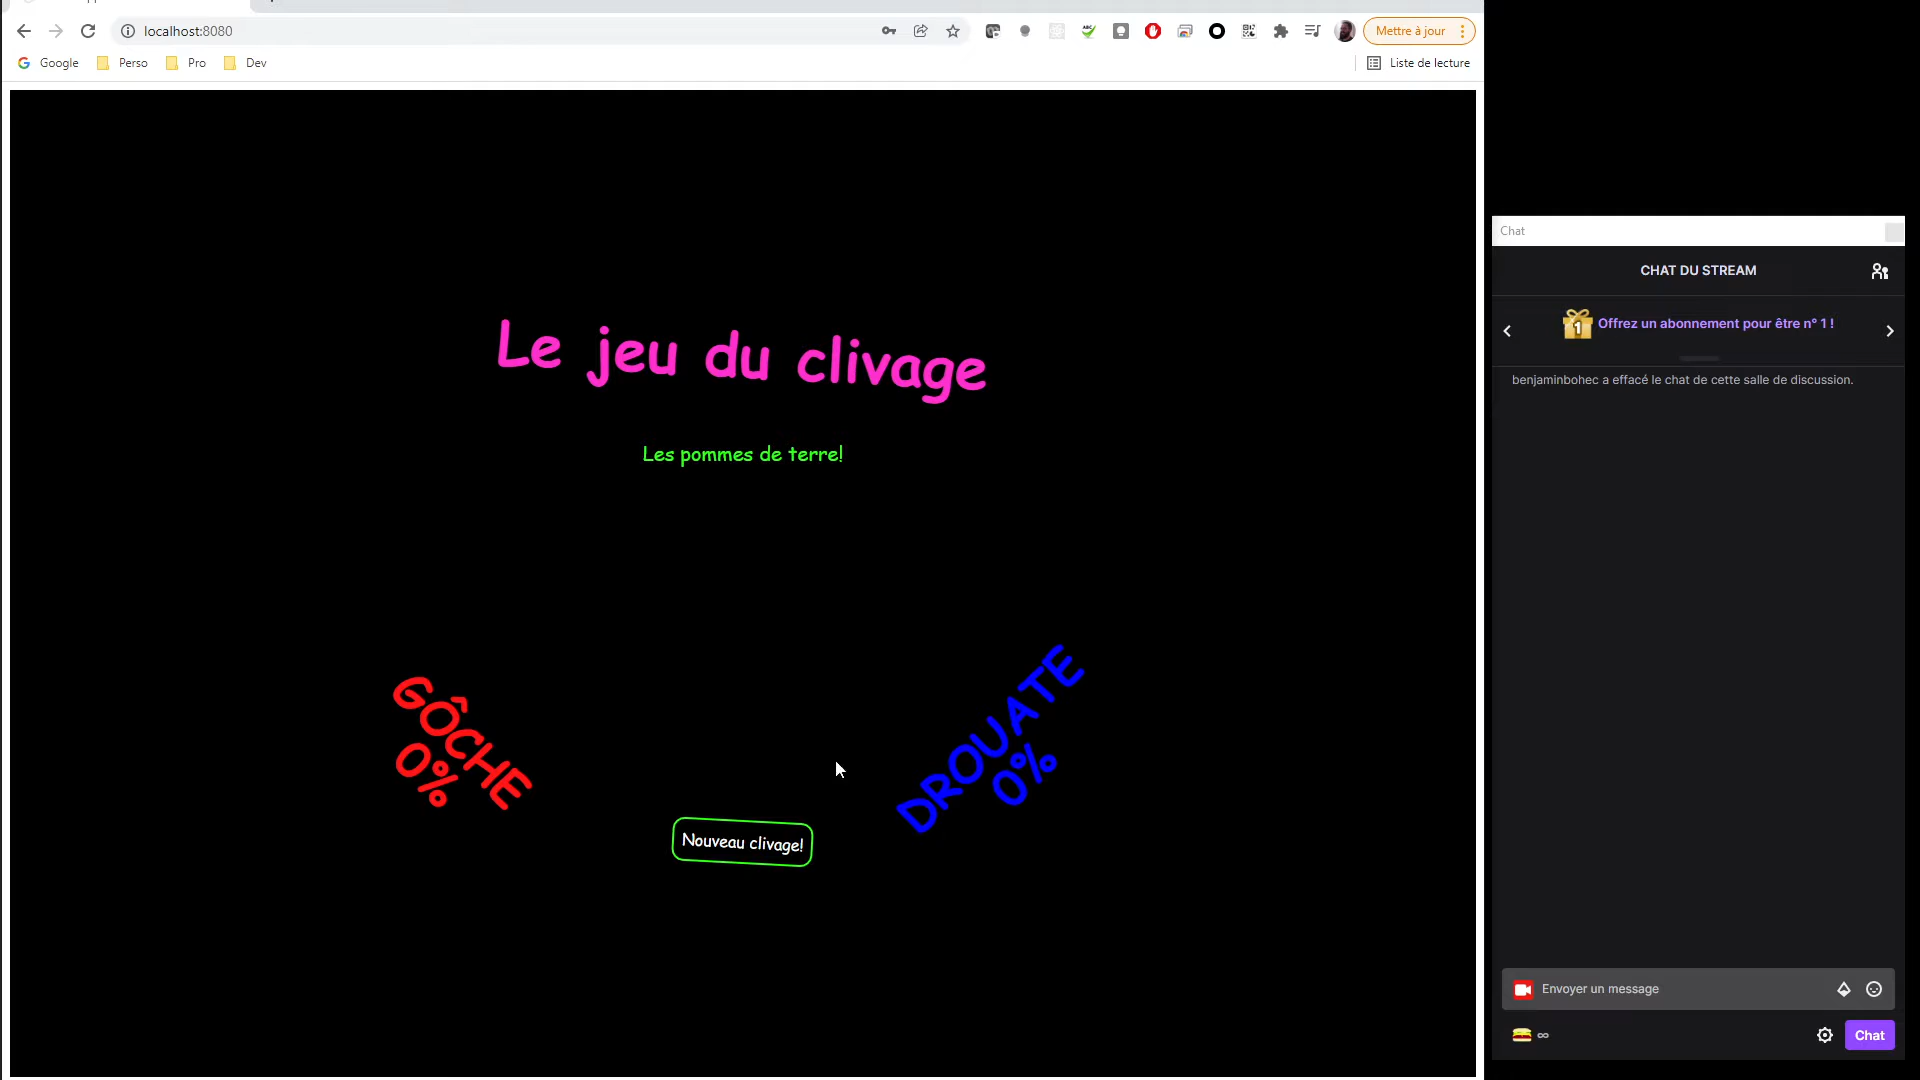 localhost:8080
Mettre à jour
Google
Perso
Pro
Dev
Liste de lecture
Le jeu du clivage
Les pommes de terre!
GÔCHE
0%
DROUATE
0%
Nouveau clivage!
Chat
CHAT DU STREAM
1
Offrez un abonnement pour être n° 1 !
benjaminbohec a effacé le chat de cette salle de discussion.
Envoyer un message
∞
Chat